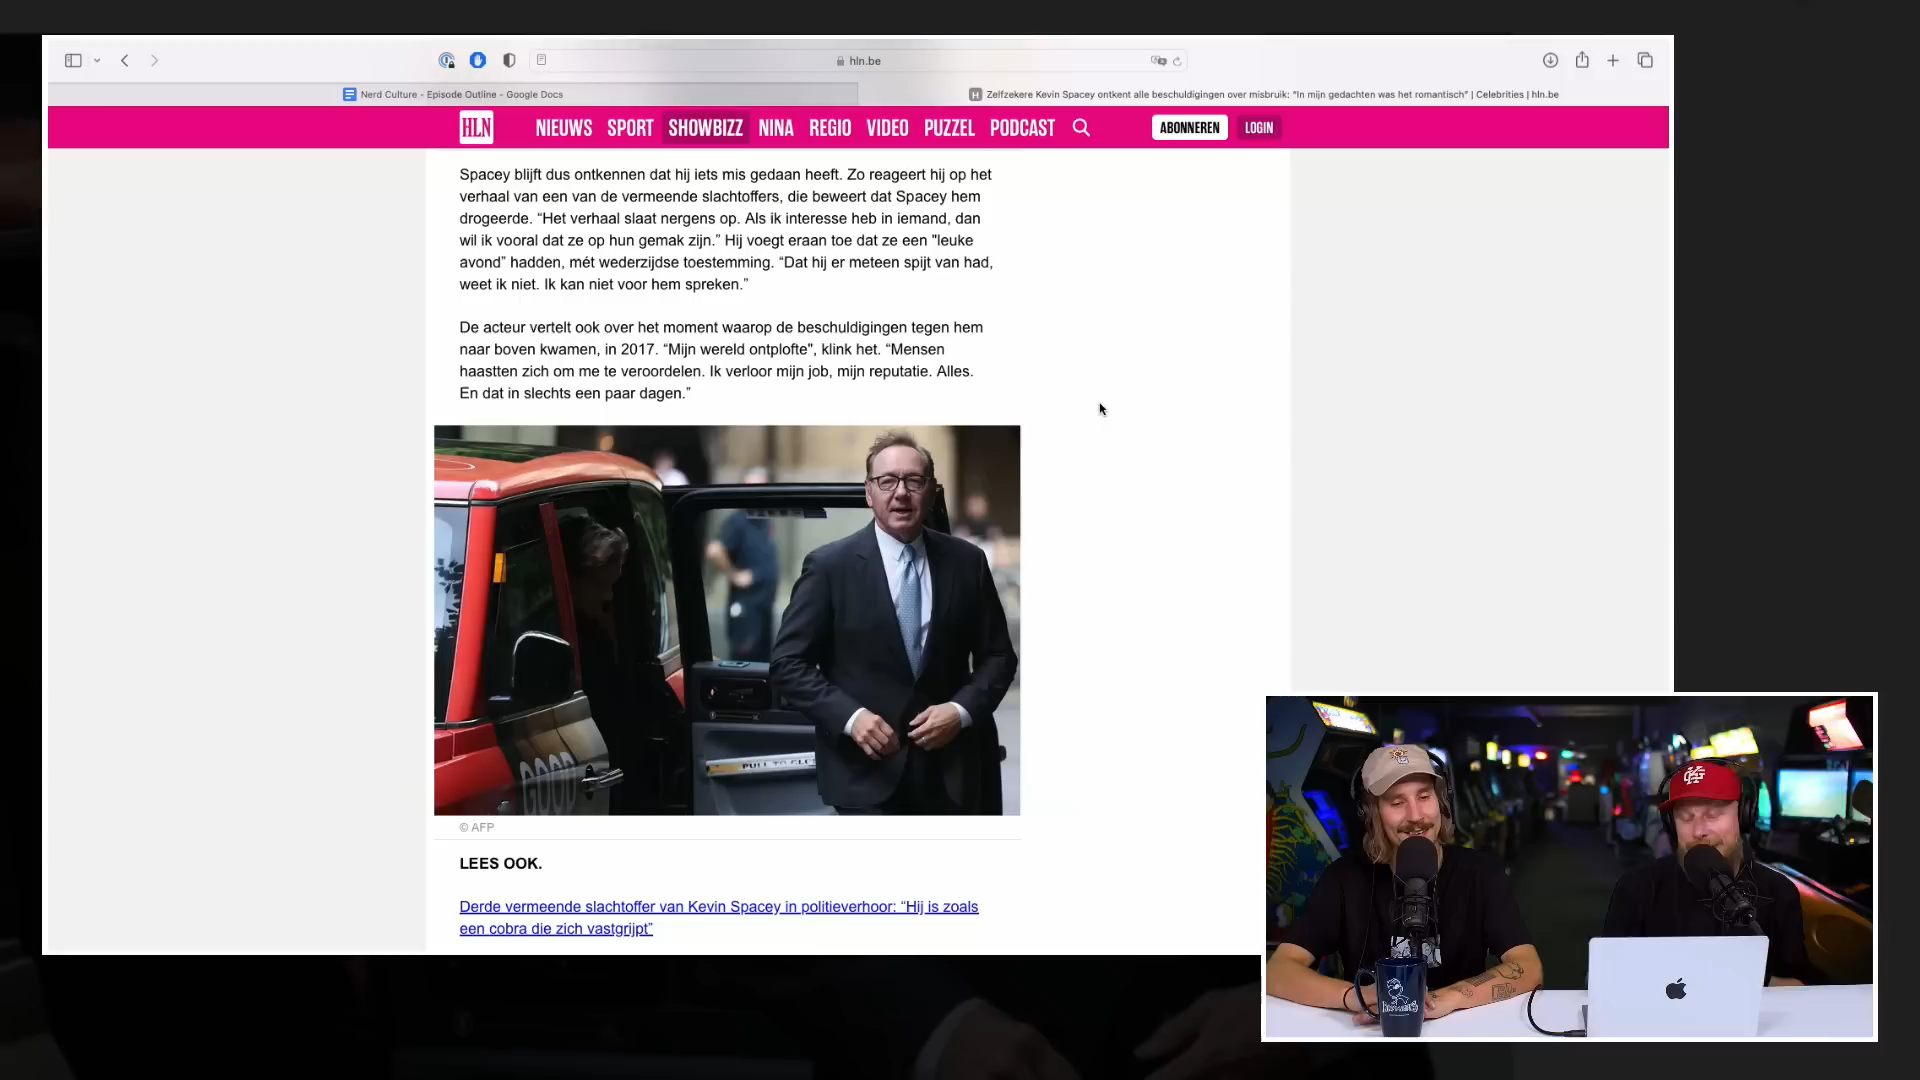 hln.be
Nerd Culture - Episode Outline - Google Docs
H Zelfzekere Kevin Spacey ontkent alle beschuldigingen over misbruik: “In mijn gedachten was het romantisch” | Celebrities | hln.be
HLN NIEUWS SPORT SHOWBIZZ NINA REGIO VIDEO PUZZEL PODCAST ABONNEREN LOGIN
Spacey blijft dus ontkennen dat hij iets mis gedaan heeft. Zo reageert hij op het
verhaal van een van de vermeende slachtoffers, die beweert dat Spacey hem
drogeerde. “Het verhaal slaat nergens op. Als ik interesse heb in iemand, dan
wil ik vooral dat ze op hun gemak zijn.” Hij voegt eraan toe dat ze een "leuke
avond” hadden, mét wederzijdse toestemming. “Dat hij er meteen spijt van had,
weet ik niet. Ik kan niet voor hem spreken.”
De acteur vertelt ook over het moment waarop de beschuldigingen tegen hem
naar boven kwamen, in 2017. “Mijn wereld ontplofte", klink het. “Mensen
haastten zich om me te veroordelen. Ik verloor mijn job, mijn reputatie. Alles.
En dat in slechts een paar dagen.”
GOOD
PULL TO
© AFP
LEES OOK.
Derde vermeende slachtoffer van Kevin Spacey in politieverhoor: “Hij is zoals
een cobra die zich vastgrijpt”